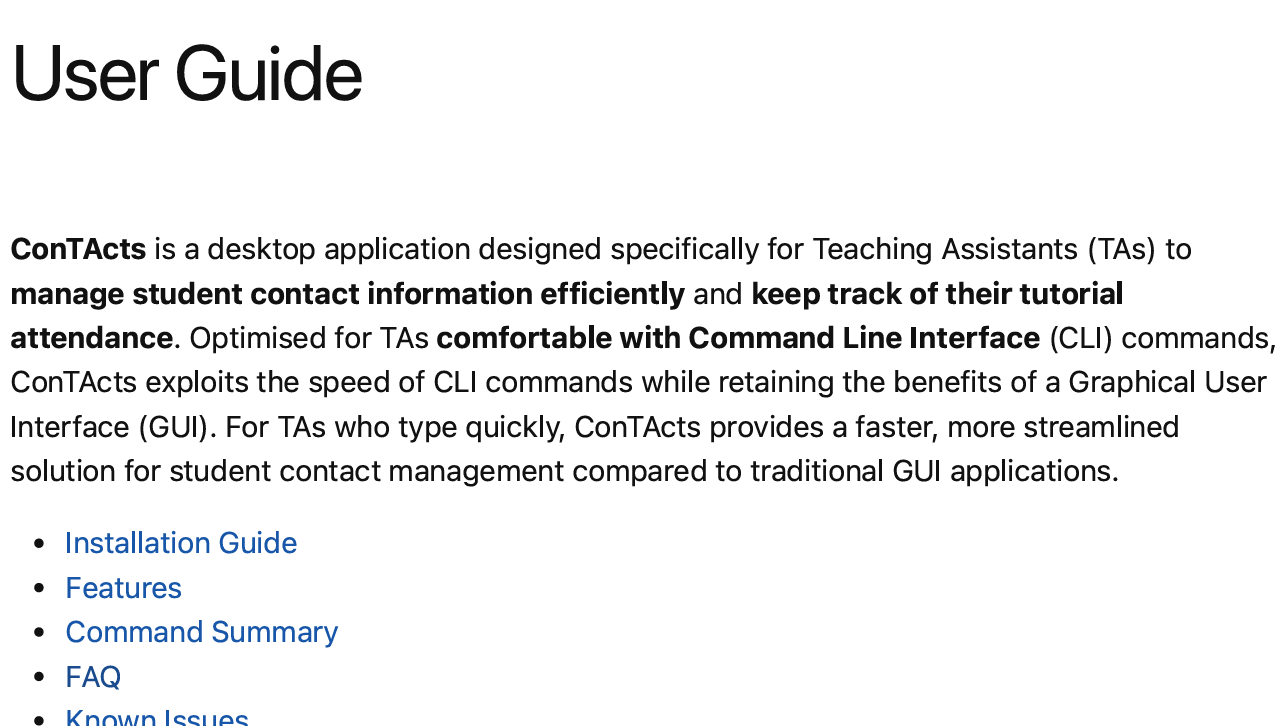 User Guide
ConTActs is a desktop application designed specifically for Teaching Assistants (TAs) to
manage student contact information efficiently and keep track of their tutorial
attendance. Optimised for TAs comfortable with Command Line Interface (CLI) commands,
ConTActs exploits the speed of CLI commands while retaining the benefits of a Graphical User
Interface (GUI). For TAs who type quickly, ConTActs provides a faster, more streamlined
solution for student contact management compared to traditional GUI applications.
• Installation Guide
• Features
• Command Summary
• FAQ
• Known Issues